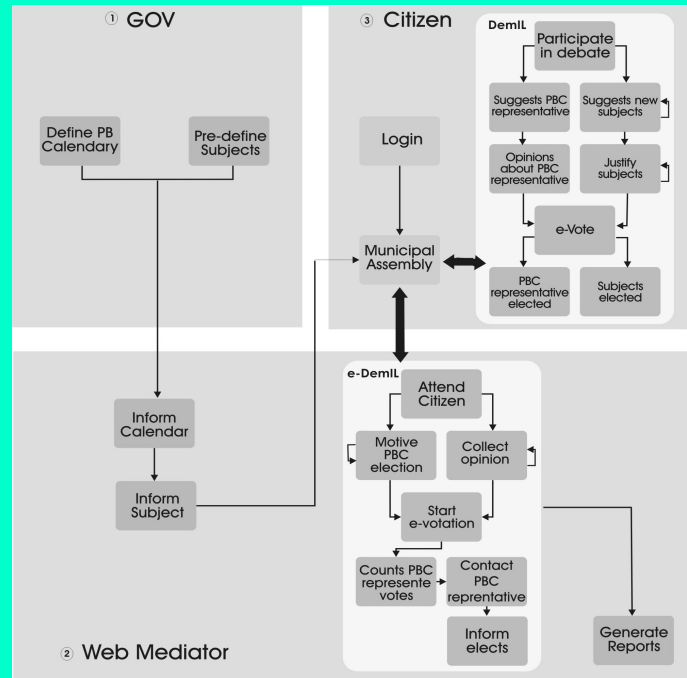 ① GOV
Define PB
Calendary
Pre-define
Subjects
③ Citizen
Login
Municipal
Assembly
DemIL
Participate
in debate
Suggests PBC
representative
Suggests new
subjects
Opinions
about PBC
representative
Justify
subjects
e-Vote
PBC
representative
elected
Subjects
elected
Inform
Calendar
Inform
Subject
② Web Mediator
e-DemIL
Attend
Citizen
Motive
PBC
election
Collect
opinion
Start
e-votation
Counts PBC
represente
votes
Contact
PBC
reprentative
Inform
elects
Generate
Reports